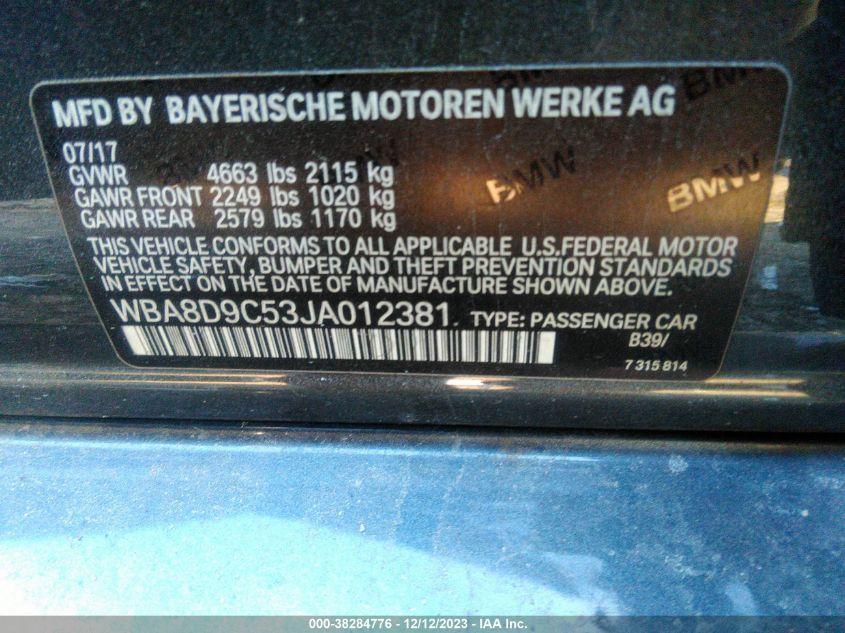 MFD BY BAYERISCHE MOTOREN WERKE AG
07/17
GVWR 4663 lbs 2115 kg
GAWR FRONT 2249 lbs 1020 kg
GAWR REAR 2579 lbs 1170 kg
THIS VEHICLE CONFORMS TO ALL APPLICABLE U.S.FEDERAL MOTOR
VEHICLE SAFETY, BUMPER AND THEFT PREVENTION STANDARDS
IN EFFECT ON THE DATE OF MANUFACTURE SHOWN ABOVE.
WBA8D9C53JA012381 TYPE: PASSENGER CAR
B39/
7 315 814
BMW
BMW
BMW
BMW
000-38284776 - 12/12/2023 - IAA Inc.